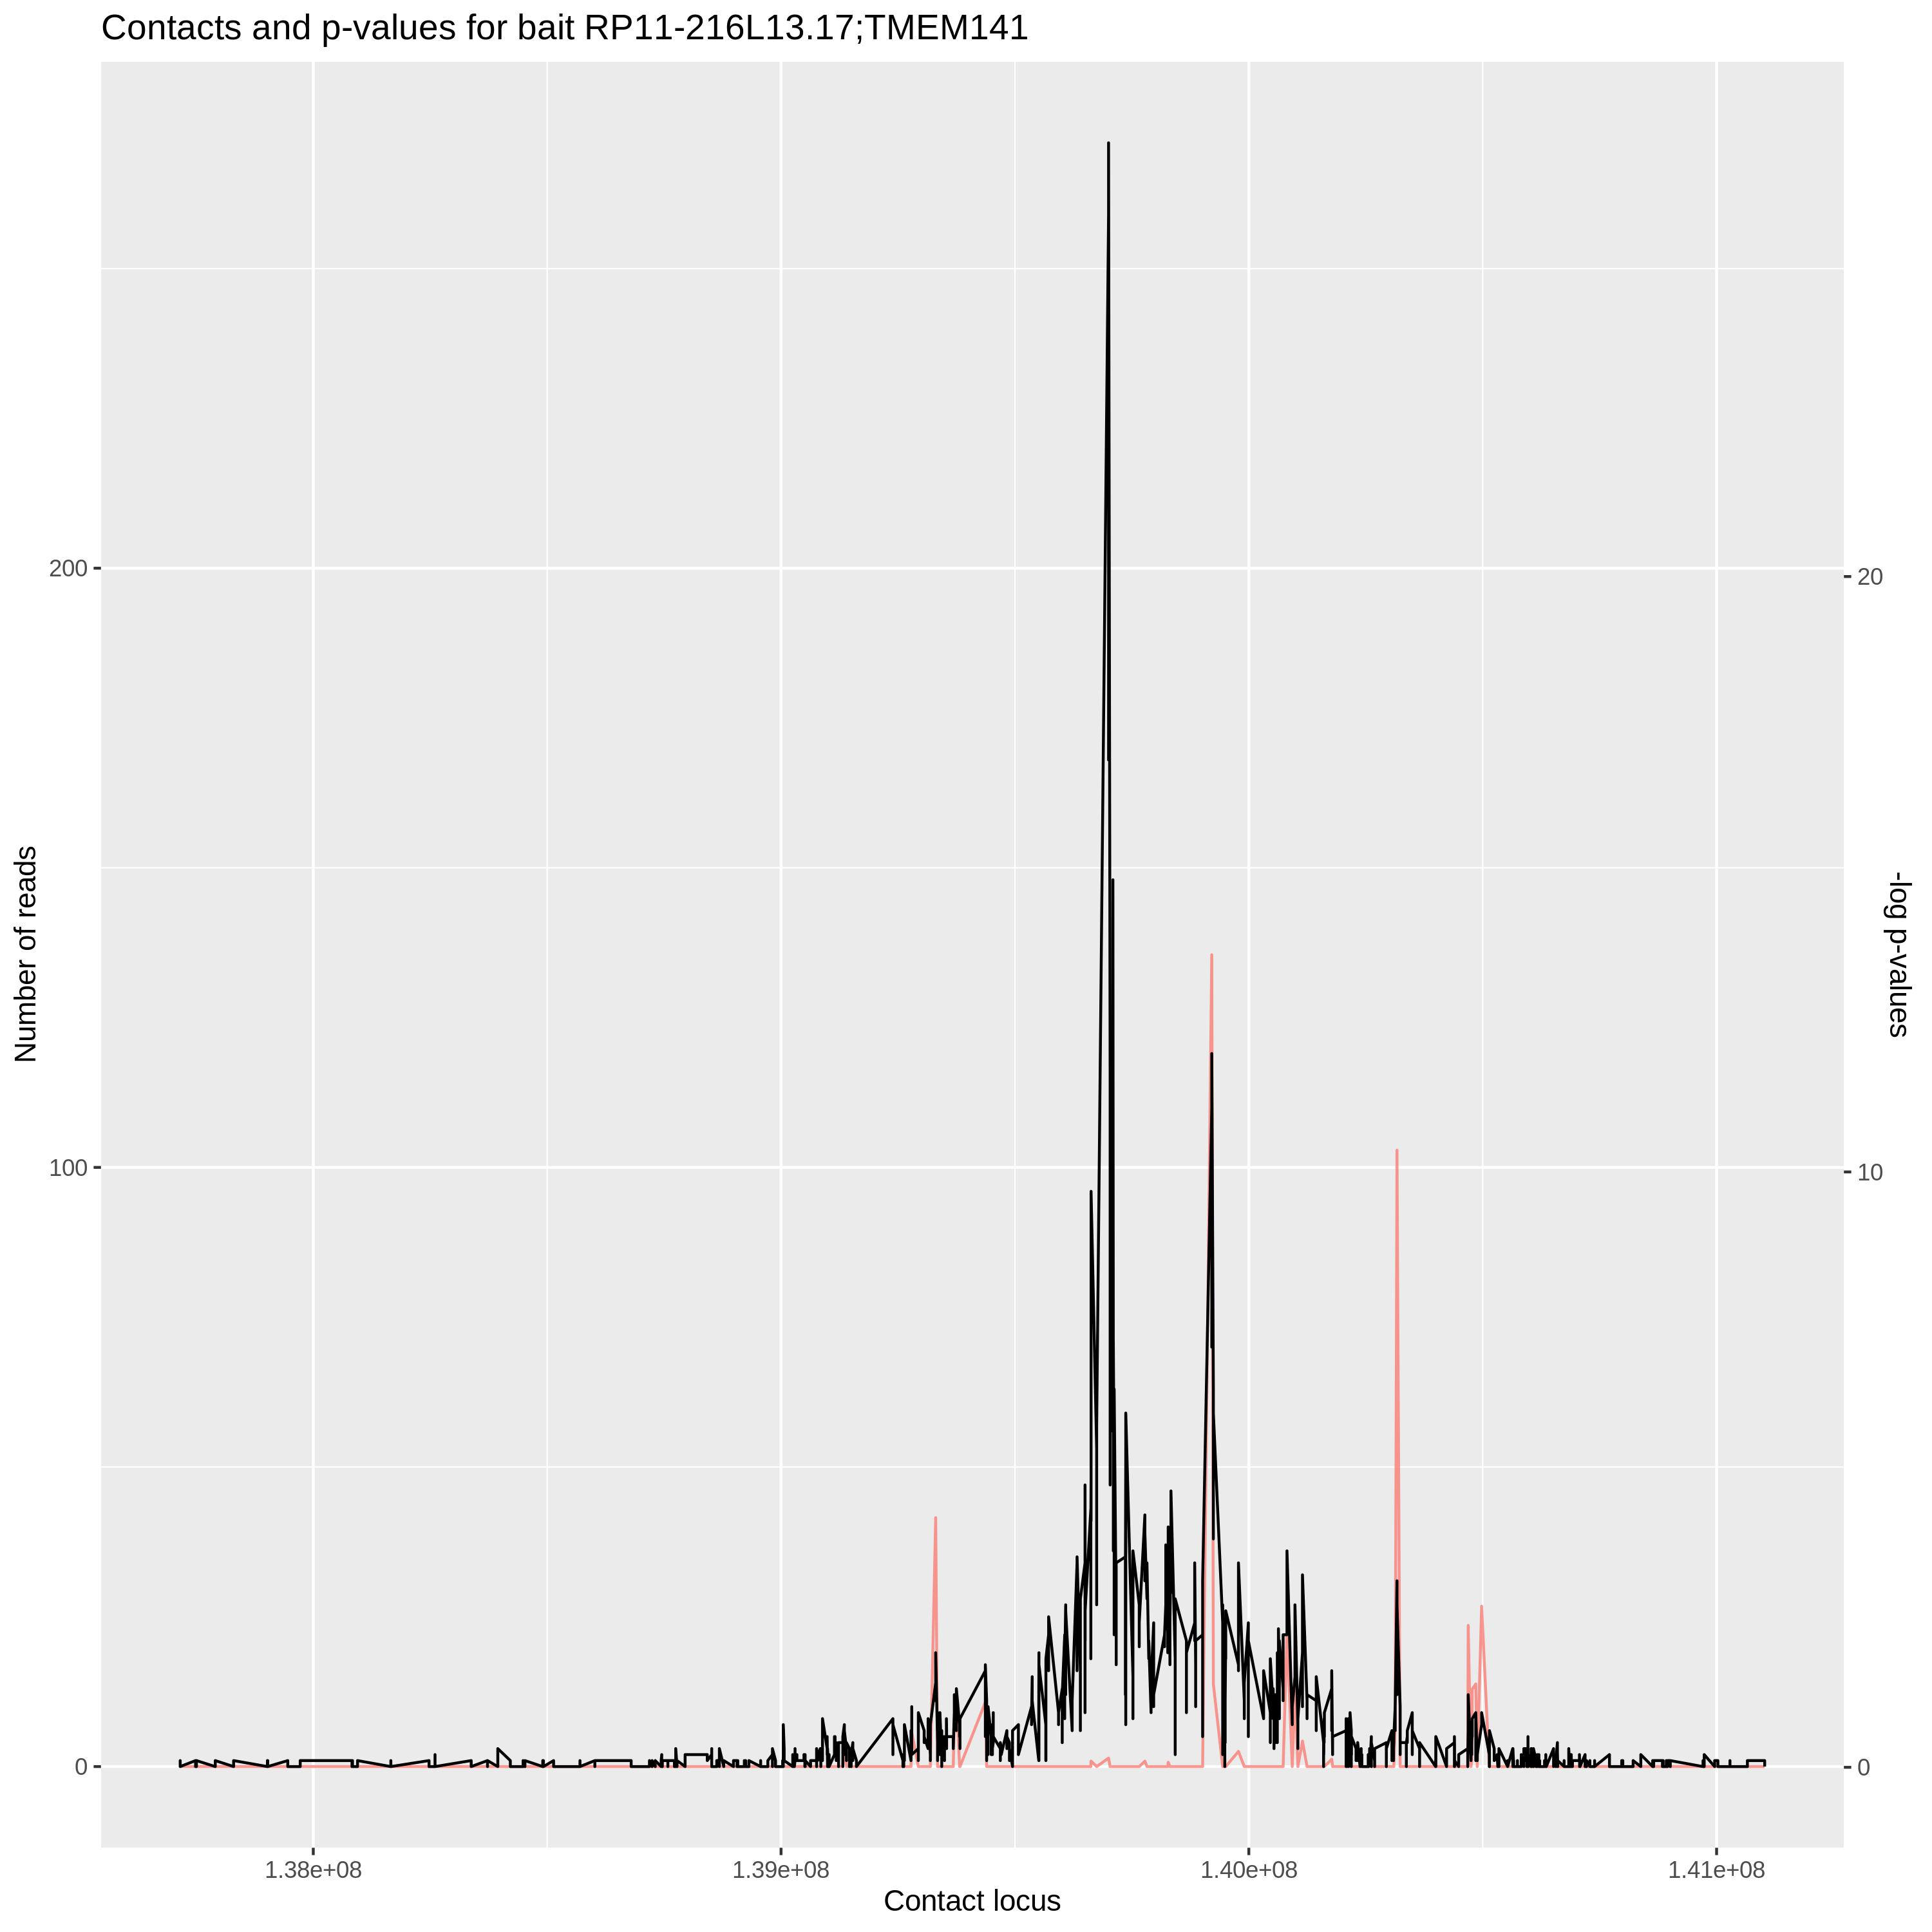 Contacts and p-values for bait RP11-216L13.17;TMEM141
Number of reads
200
100
0
20
10
0
-log p-values
1.38e+08 1.39e+08 1.40e+08 1.41e+08
Contact locus